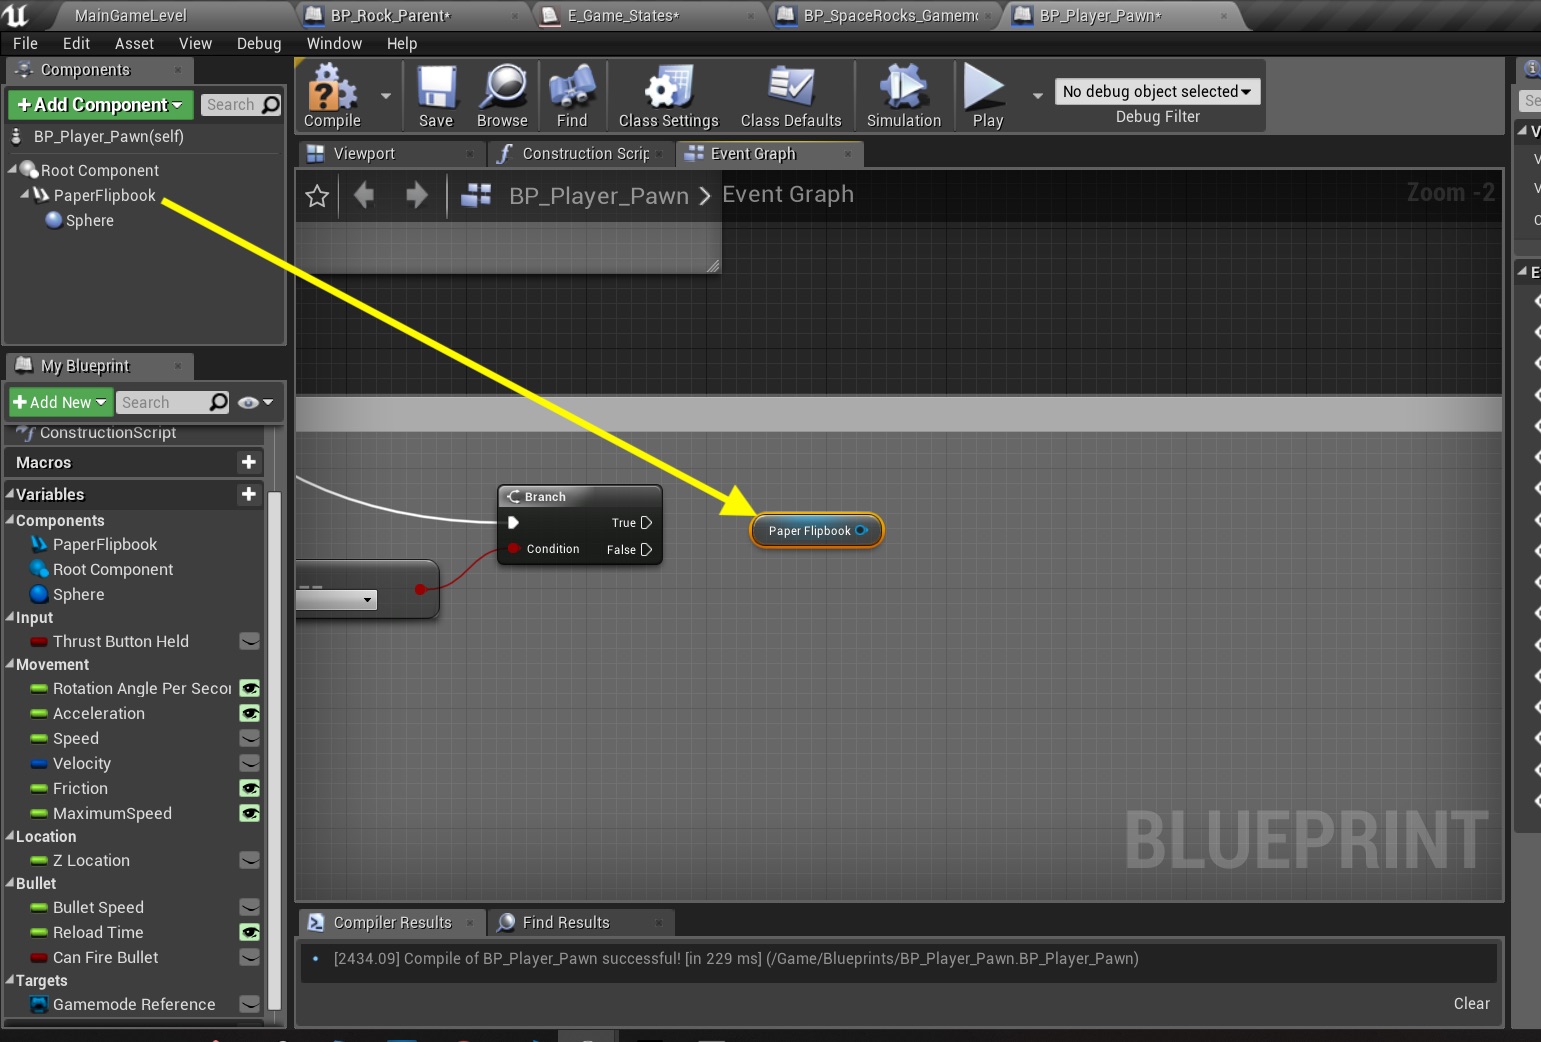 MainGameLevel
BP_Rock_Parent*
E_Game_States*
BP_SpaceRocks_Gamem
BP_Player_Pawn*
File Edit Asset View Debug Window Help
Components
+Add Component
Search
BP_Player_Pawn(self)
Root Component
PaperFlipbook
Sphere
Compile
Save
Browse
Find
Class Settings
Class Defaults
Simulation
Play
No debug object selected
Debug Filter
Viewport
Construction Scrip
Event Graph
BP_Player_Pawn > Event Graph
Zoom -2
My Blueprint
+Add New
Search
ConstructionScript
Macros
Variables
Components
PaperFlipbook
Root Component
Sphere
Input
Thrust Button Held
Movement
Rotation Angle Per Secon
Acceleration
Speed
Velocity
Friction
MaximumSpeed
Location
Z Location
Bullet
Bullet Speed
Reload Time
Can Fire Bullet
Targets
Gamemode Reference
Branch
True
Condition
False
Paper Flipbook
BLUEPRINT
Compiler Results
Find Results
[2434.09] Compile of BP_Player_Pawn successful! [in 229 ms] (/Game/Blueprints/BP_Player_Pawn.BP_Player_Pawn)
Clear